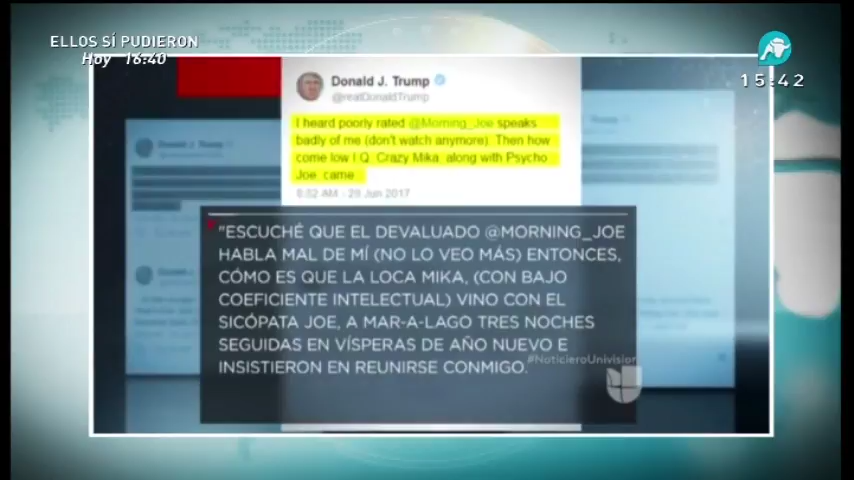 ELLOS SÍ PUDIERON
Hoy 16:40
15:42
Donald J. Trump
@realDonaldTrump
I heard poorly rated @Morning_Joe speaks
badly of me (don't watch anymore). Then how
come low I.Q. Crazy Mika, along with Psycho
Joe, came
8:52 AM - 29 Jun 2017
"ESCUCHÉ QUE EL DEVALUADO @MORNING_JOE
HABLA MAL DE MÍ (NO LO VEO MÁS) ENTONCES,
CÓMO ES QUE LA LOCA MIKA, (CON BAJO
COEFICIENTE INTELECTUAL) VINO CON EL
SICÓPATA JOE, A MAR-A-LAGO TRES NOCHES
SEGUIDAS EN VÍSPERAS DE AÑO NUEVO E
INSISTIERON EN REUNIRSE CONMIGO."
#NoticieroUnivision
Donald J. Trump
Donald J.